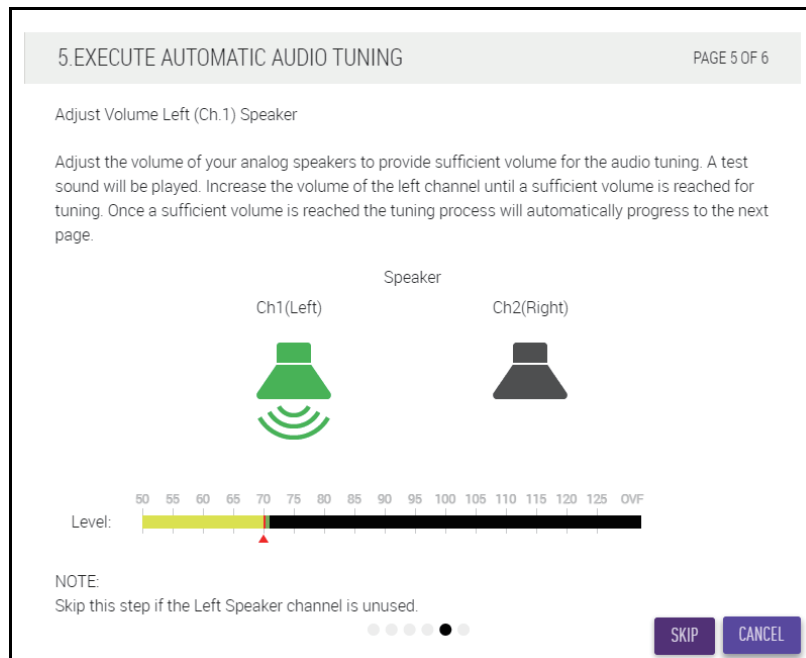 5.EXECUTE AUTOMATIC AUDIO TUNING
PAGE 5 OF 6
Adjust Volume Left (Ch.1) Speaker
Adjust the volume of your analog speakers to provide sufficient volume for the audio tuning. A test
sound will be played. Increase the volume of the left channel until a sufficient volume is reached for
tuning. Once a sufficient volume is reached the tuning process will automatically progress to the next
page.
Speaker
Ch1(Left)
Ch2(Right)
50 55 60 65 70 75 80 85 90 95 100 105 110 115 120 125 OVF
Level:
NOTE:
Skip this step if the Left Speaker channel is unused.
SKIP
CANCEL